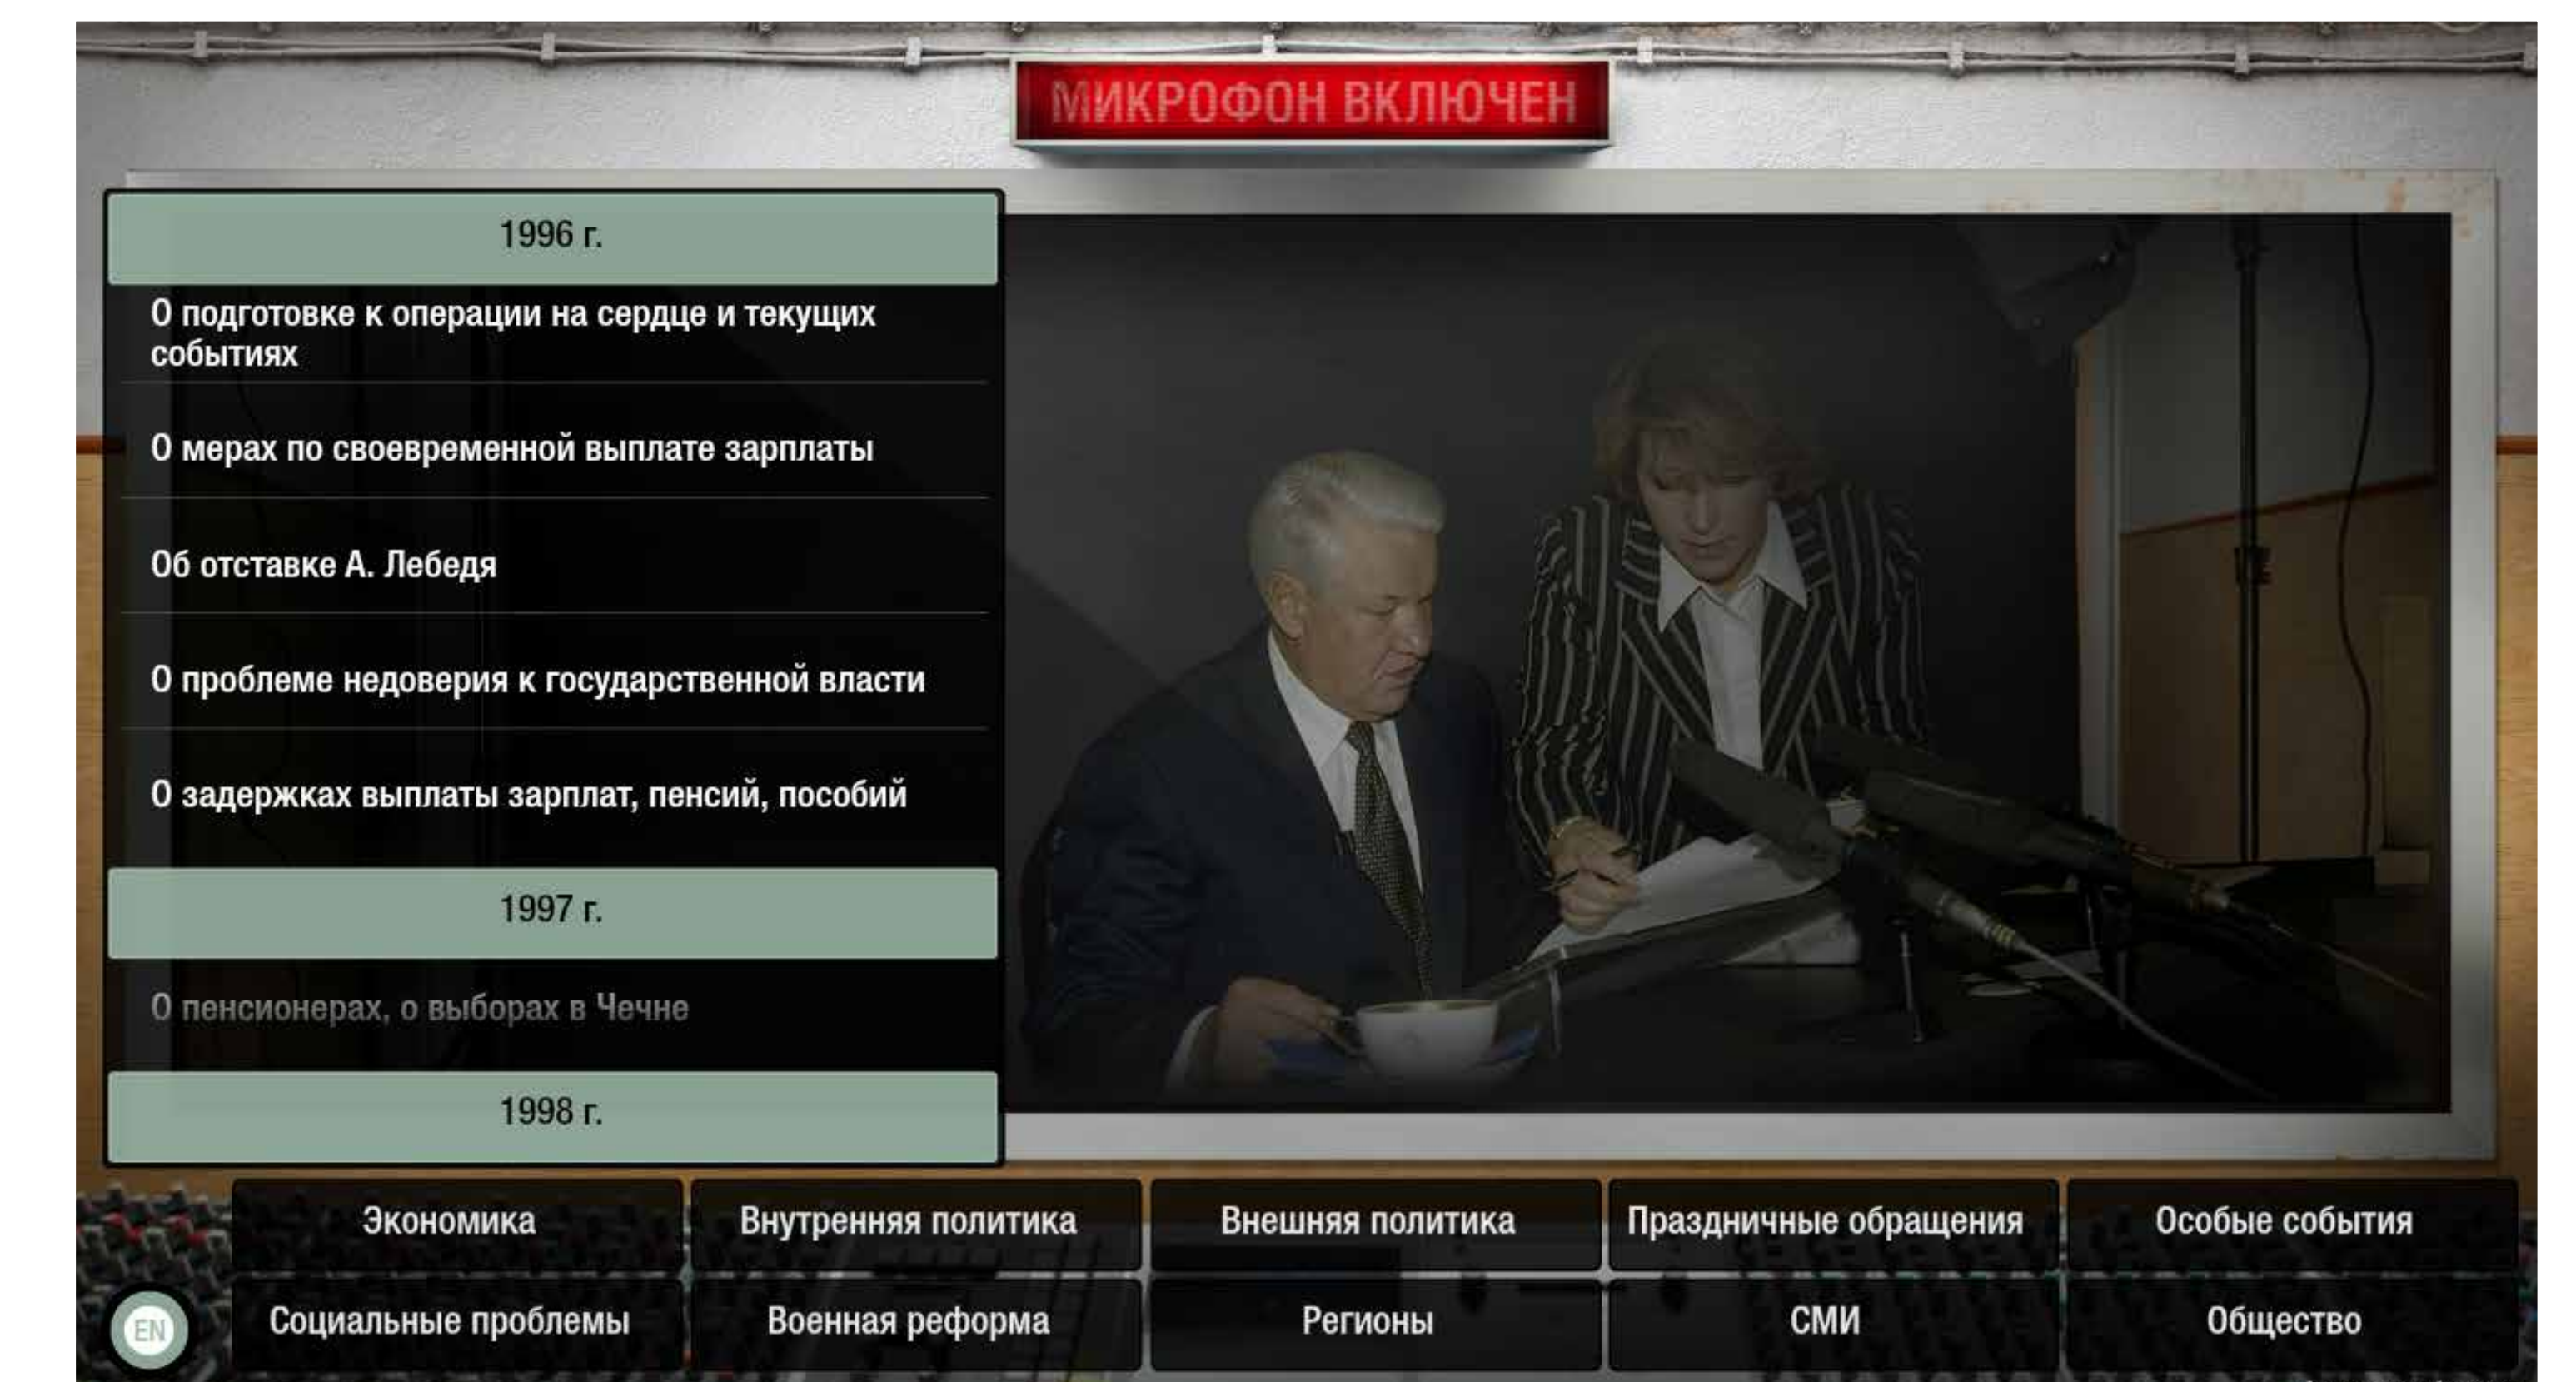 МИКРОФОН ВКЛЮЧЕН
1996 г.
О подготовке к операции на сердце и текущих
событиях
О мерах по своевременной выплате зарплаты
Об отставке А. Лебедя
О проблеме недоверия к государственной власти
О задержках выплаты зарплат, пенсий, пособий
1997 г.
О пенсионерах, о выборах в Чечне
1998 г.
Экономика
Внутренняя политика
Внешняя политика
Праздничные обращения
Особые события
EN
Социальные проблемы
Военная реформа
Регионы
СМИ
Общество